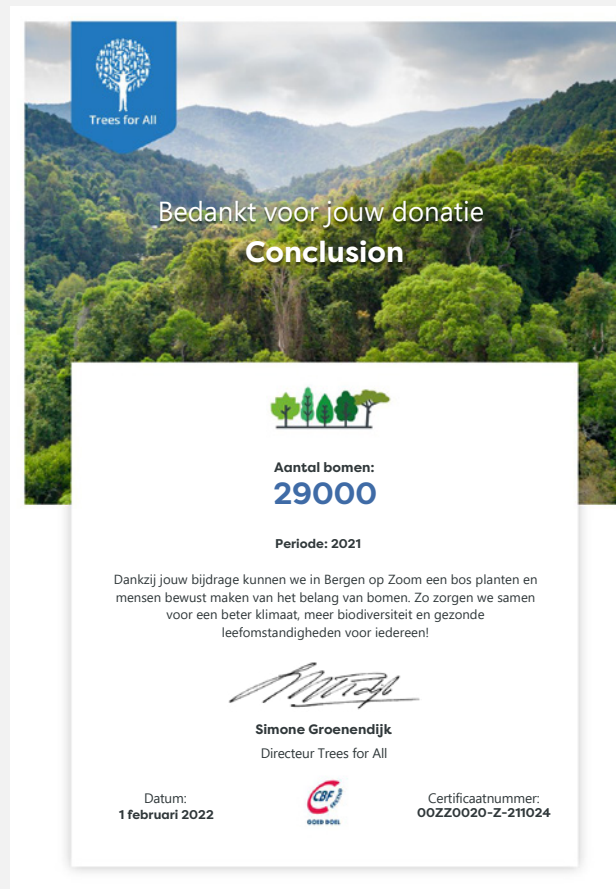 Trees for All
Bedankt voor jouw donatie
Conclusion
Aantal bomen:
29000
Periode: 2021
Dankzij jouw bijdrage kunnen we in Bergen op Zoom een bos planten en
mensen bewust maken van het belang van bomen. Zo zorgen we samen
voor een beter klimaat, meer biodiversiteit en gezonde
leefomstandigheden voor iedereen!
Simone Groenendijk
Directeur Trees for All
Datum:
1 februari 2022
CBF
ERKEND
GOED DOEL
Certificaatnummer:
00ZZ0020-Z-211024